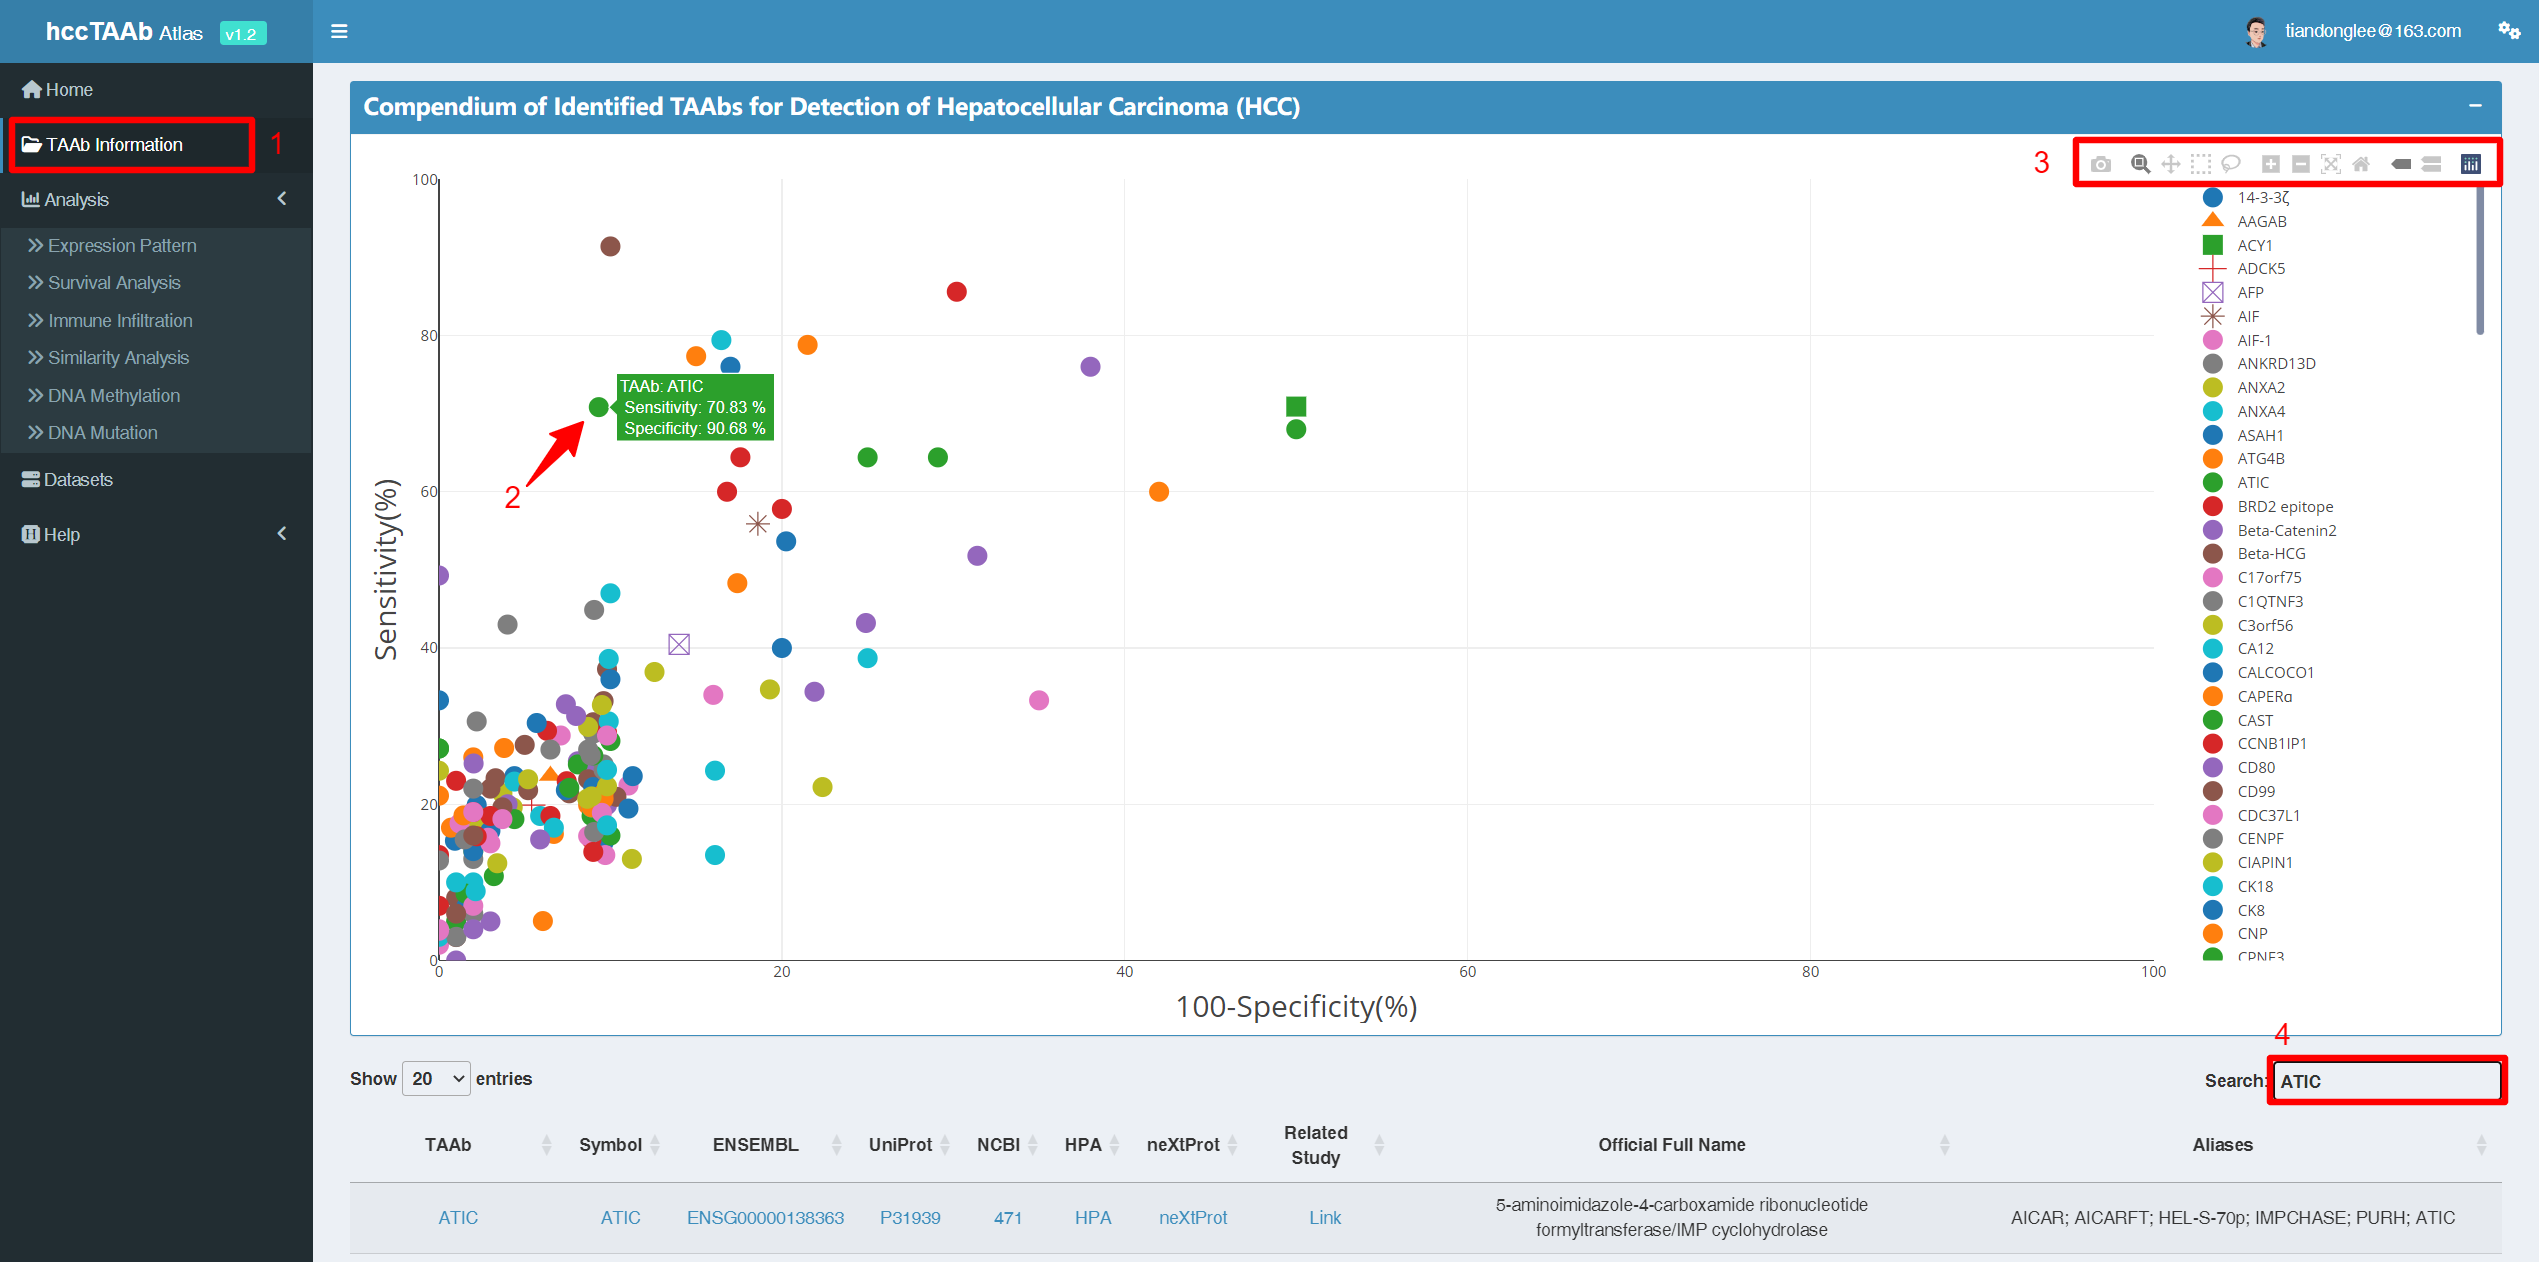 hccTAAb Atlas v1.2
tiandonglee@163.com
Home
TAAb Information
1
Analysis
Expression Pattern
Survival Analysis
Immune Infiltration
Similarity Analysis
DNA Methylation
DNA Mutation
Datasets
Help
Compendium of Identified TAAbs for Detection of Hepatocellular Carcinoma (HCC)
3
100
80
60
40
20
0
Sensitivity(%)
TAAb: ATIC
Sensitivity: 70.83 %
Specificity: 90.68 %
2
0
20
40
60
80
100
100-Specificity(%)
14-3-3ζ
AAGAB
ACY1
ADCK5
AFP
AIF
AIF-1
ANKRD13D
ANXA2
ANXA4
ASAH1
ATG4B
ATIC
BRD2 epitope
Beta-Catenin2
Beta-HCG
C17orf75
C1QTNF3
C3orf56
CA12
CALCOCO1
CAPERα
CAST
CCNB1IP1
CD80
CD99
CDC37L1
CENPF
CIAPIN1
CK18
CK8
CNP
CPNE3
4
Show 20 entries
Search: ATIC
TAAb Symbol ENSEMBL UniProt NCBI HPA neXtProt Related Study Official Full Name Aliases
ATIC ATIC ENSG00000138363 P31939 471 HPA neXtProt Link 5-aminoimidazole-4-carboxamide ribonucleotide formyltransferase/IMP cyclohydrolase AICAR; AICARFT; HEL-S-70p; IMPCHASE; PURH; ATIC